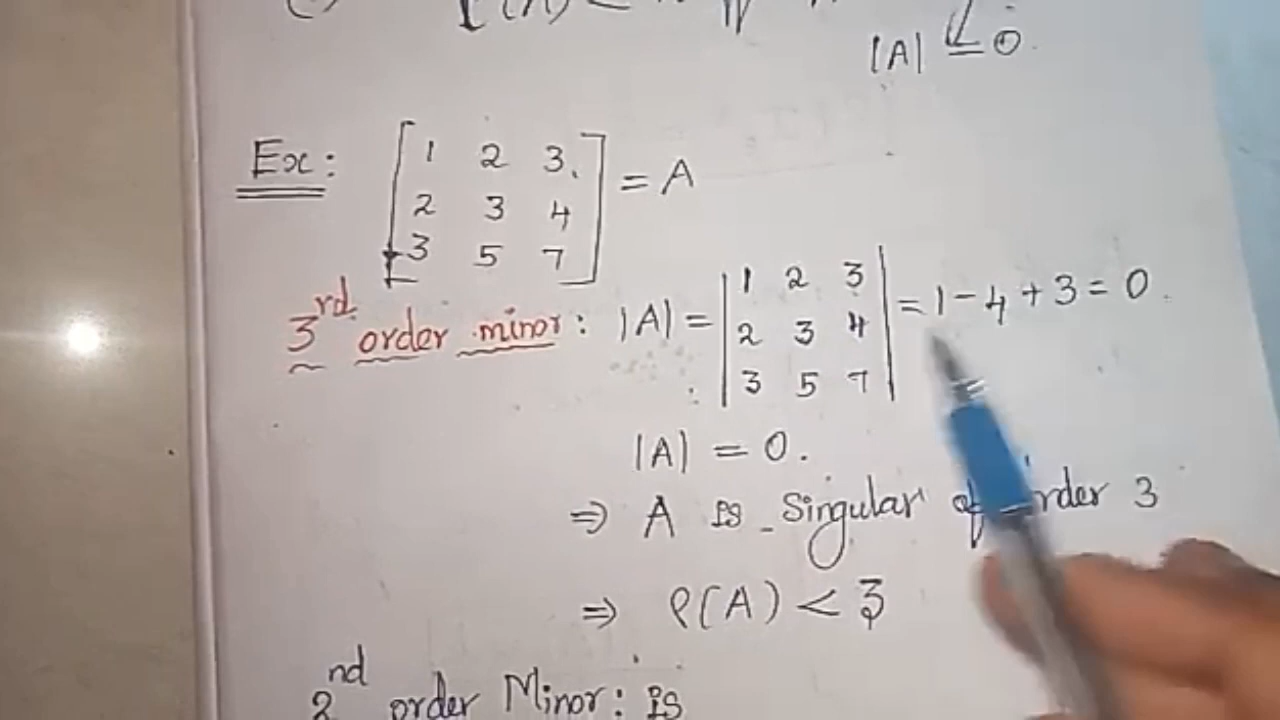 |A| ≠ 0.
Ex: [1 2 3
2 3 4
3 5 7] = A
3rd order minor: |A| = |1 2 3
2 3 4
3 5 7| = 1 - 4 + 3 = 0.
|A| = 0.
⇒ A is singular of order 3
⇒ ρ(A) < 3
2nd order Minor: is